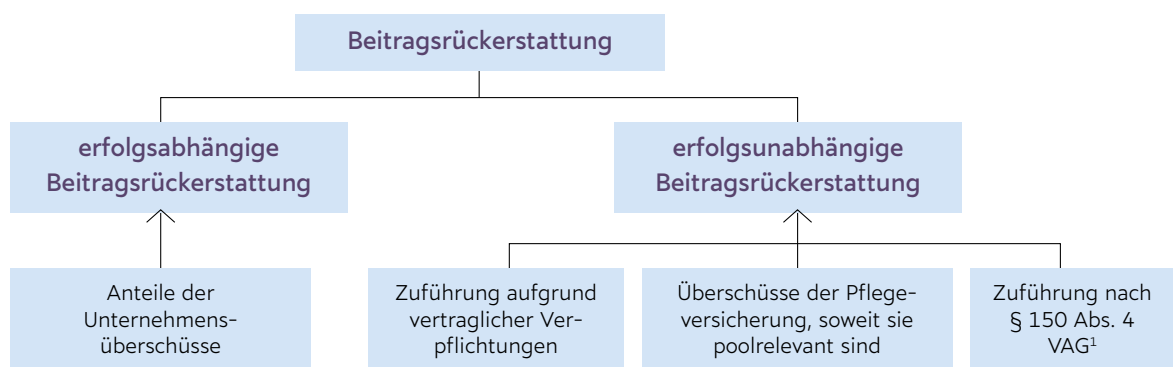 Beitragsrückerstattung
erfolgsabhängige
Beitragsrückerstattung
erfolgsunabhängige
Beitragsrückerstattung
Anteile der
Unternehmens-
überschüsse
Zuführung aufgrund
vertraglicher Ver-
pflichtungen
Überschüsse der Pflege-
versicherung, soweit sie
poolrelevant sind
Zuführung nach
§ 150 Abs. 4
VAG¹